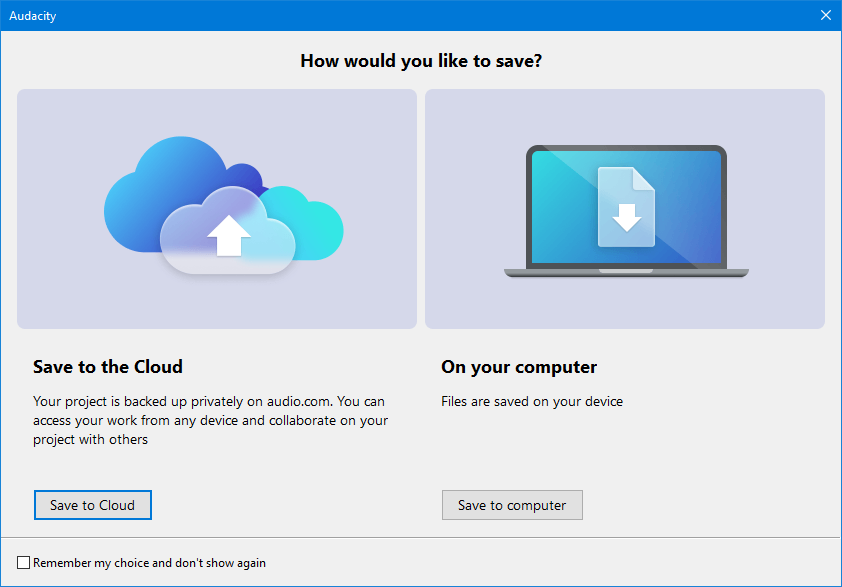 Audacity
How would you like to save?
Save to the Cloud
Your project is backed up privately on audio.com. You can
access your work from any device and collaborate on your
project with others
Save to Cloud
On your computer
Files are saved on your device
Save to computer
Remember my choice and don't show again